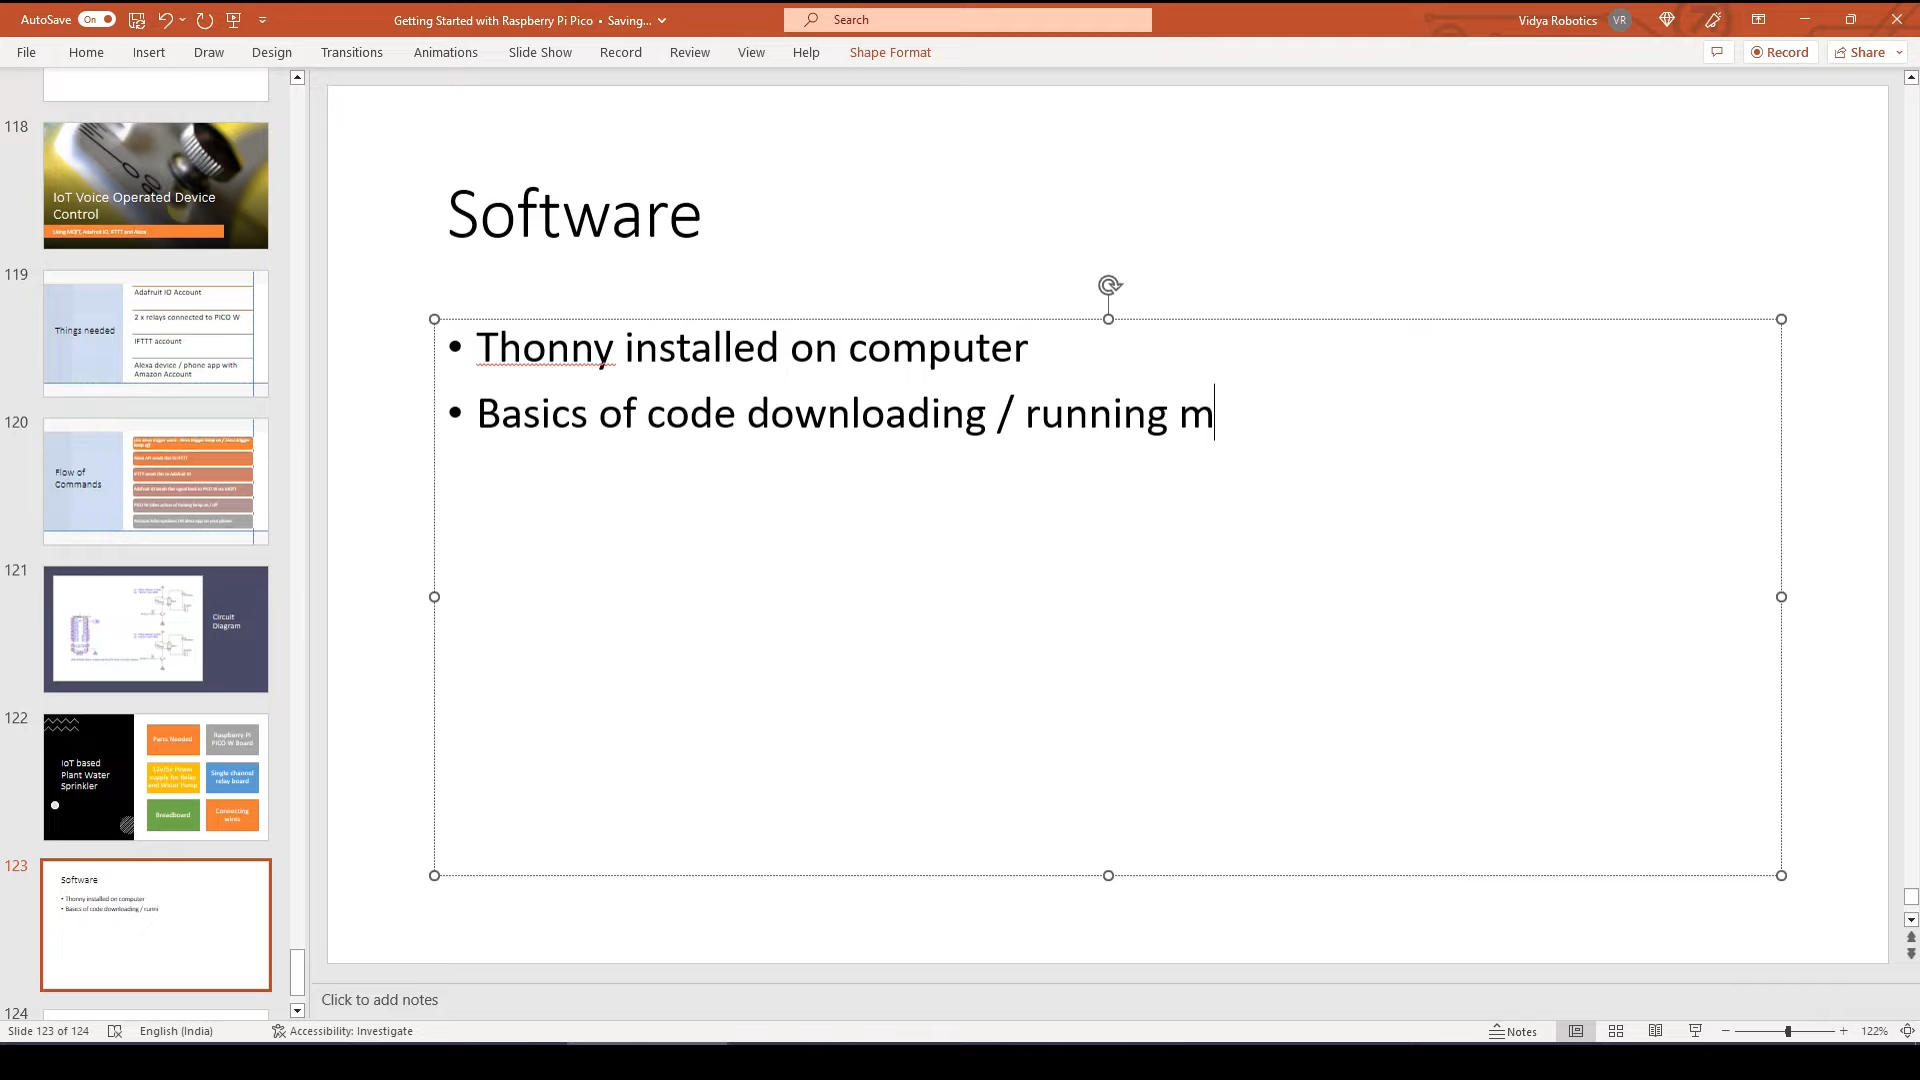 AutoSave On
Getting Started with Raspberry Pi Pico • Saving...
Search
Vidya Robotics VR
File Home Insert Draw Design Transitions Animations Slide Show Record Review View Help Shape Format
Record Share
118
IoT Voice Operated Device
Control
Using MQTT, Adafruit IO, IFTTT and Alexa
119
Things needed
Adafruit IO Account
2 x relays connected to PICO W
IFTTT account
Alexa device / phone app with
Amazon Account
120
Flow of
Commands
121
Circuit
Diagram
122
IoT based
Plant Water
Sprinkler
Parts Needed
Raspberry Pi
PICO W Board
12v/5v Power
supply for Relay
and Water Pump
Single channel
relay board
Breadboard
Connecting
wires
123
Software
• Thonny installed on computer
• Basics of code downloading / runni
124
Software
• Thonny installed on computer
• Basics of code downloading / running m
Click to add notes
Slide 123 of 124 English (India) Accessibility: Investigate Notes 122%